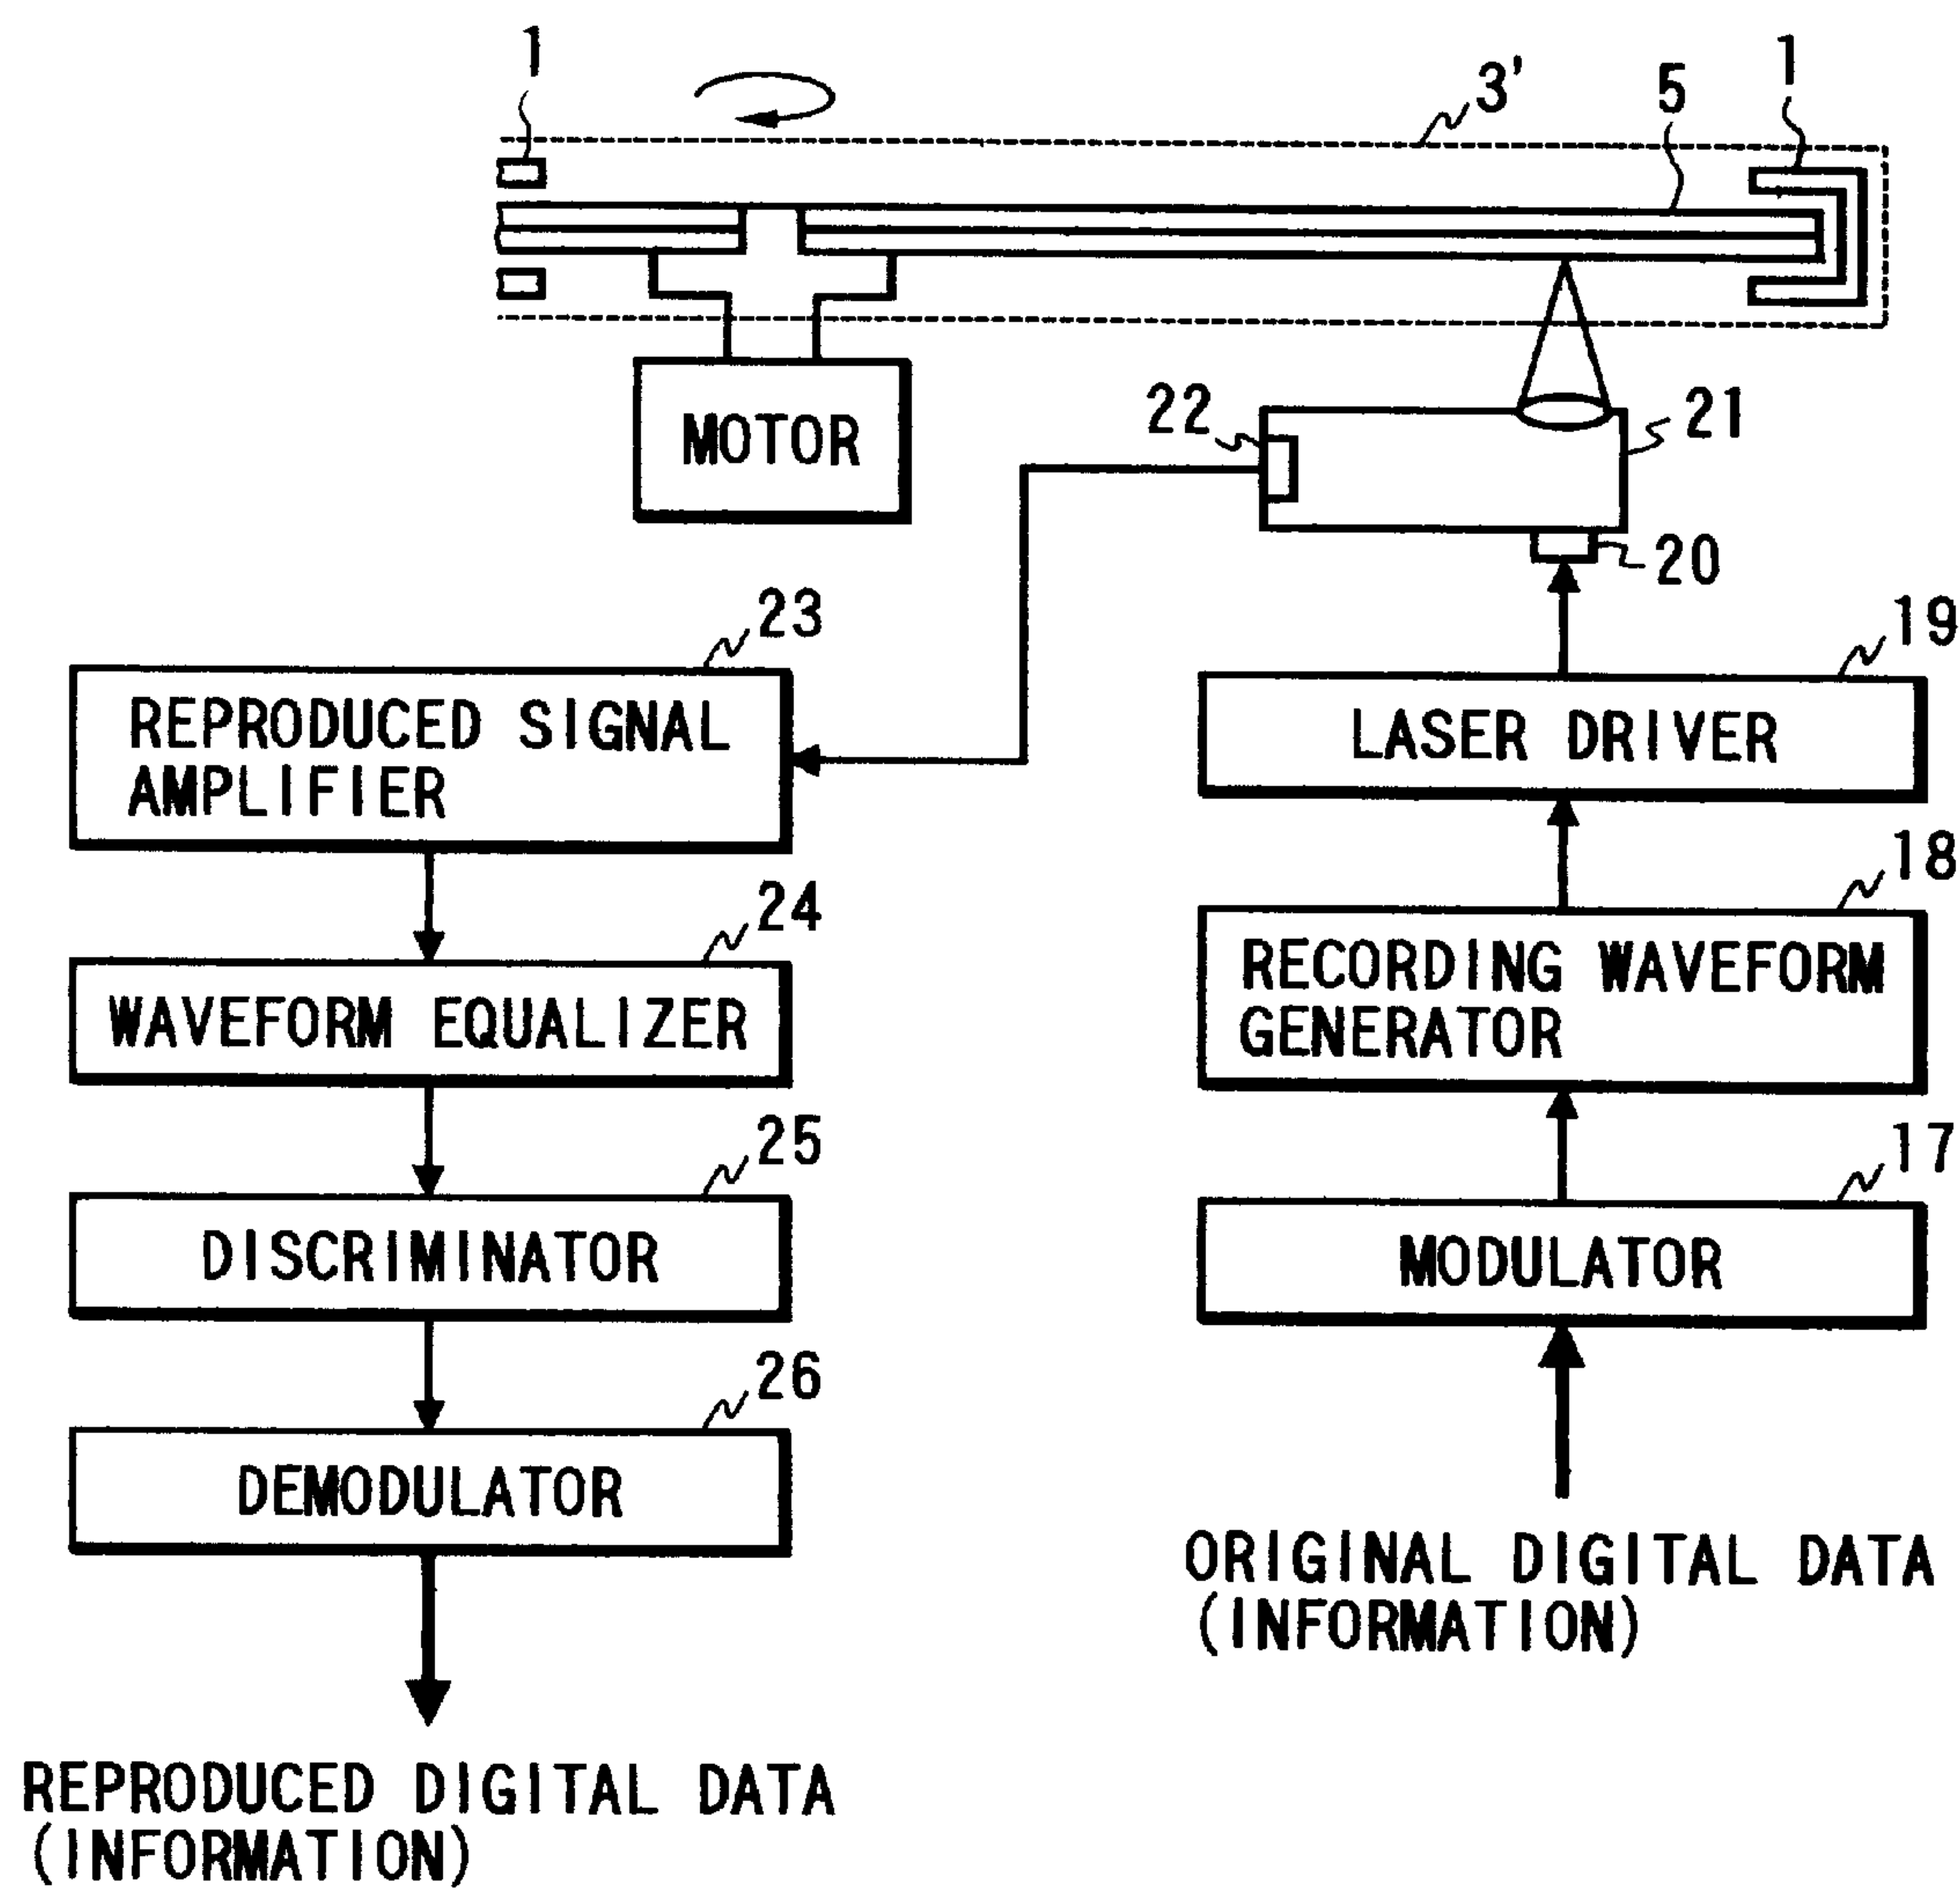 1
3'
5
1
MOTOR
22
21
20
23
19
REPRODUCED SIGNAL
AMPLIFIER
LASER DRIVER
18
24
RECORDING WAVEFORM
GENERATOR
WAVEFORM EQUALIZER
25
17
DISCRIMINATOR
MODULATOR
26
DEMODULATOR
ORIGINAL DIGITAL DATA
(INFORMATION)
REPRODUCED DIGITAL DATA
(INFORMATION)